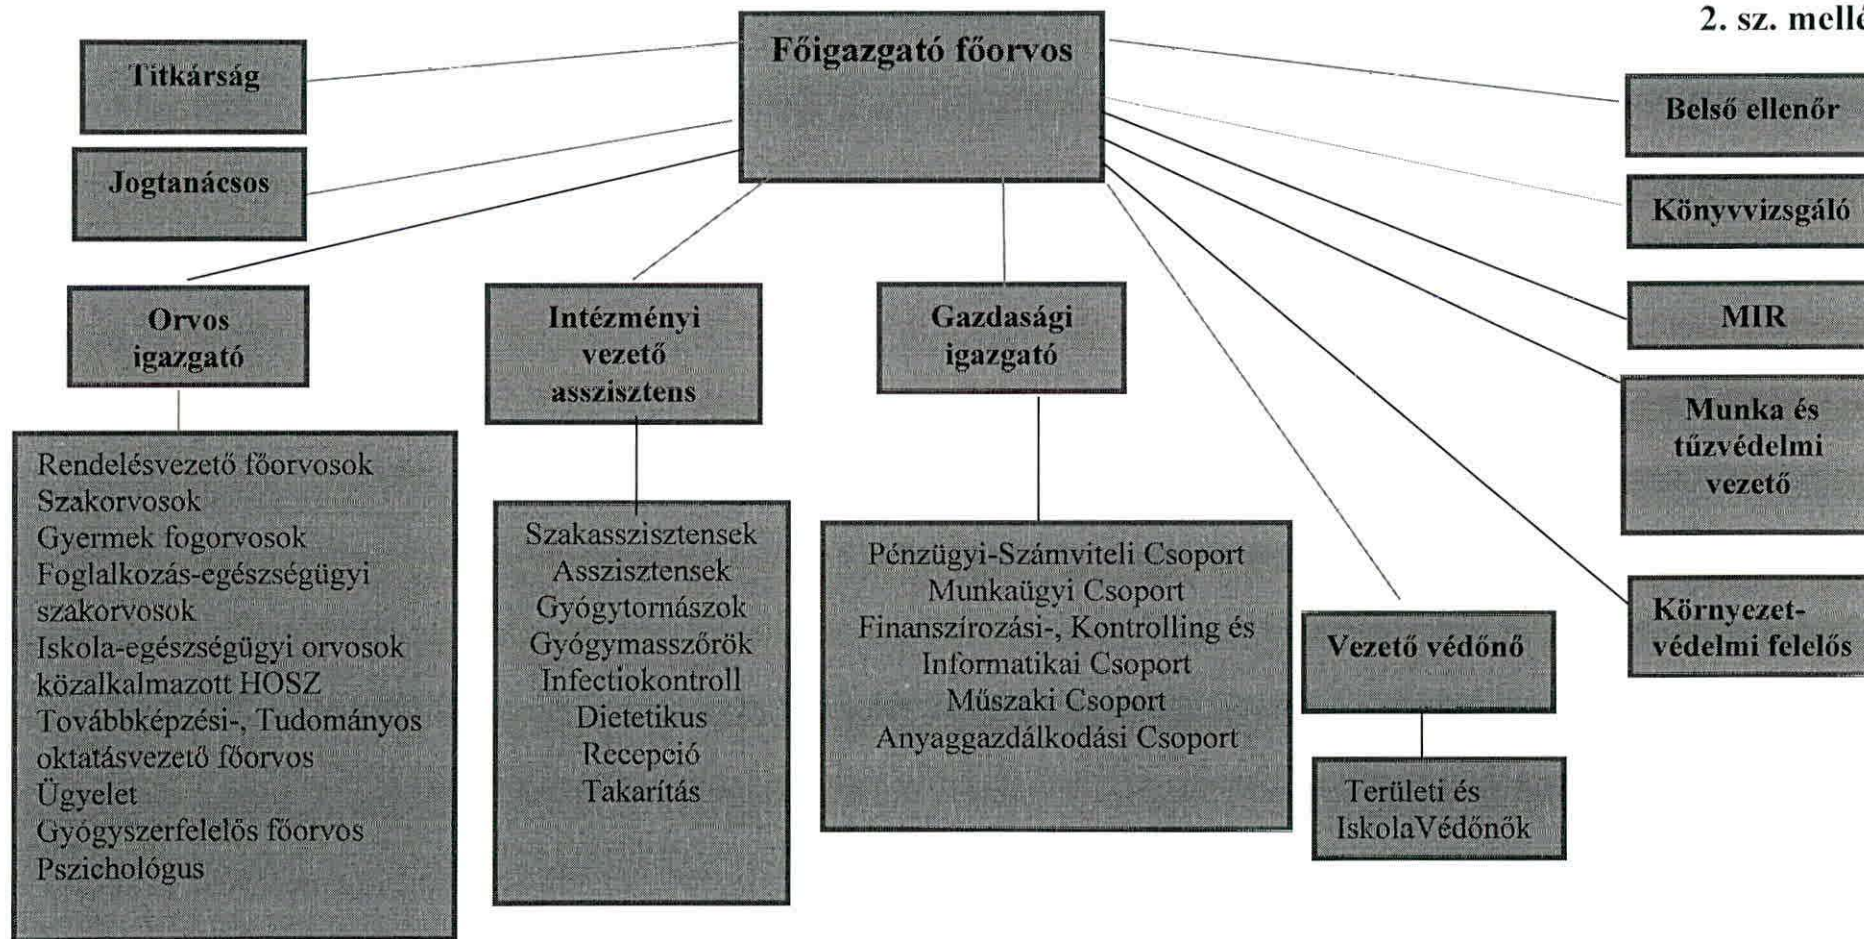 2. sz. mellé
Főigazgató főorvos
Titkárság
Jogtanácsos
Belső ellenőr
Könyvvizsgáló
MIR
Munka és
tűzvédelmi
vezető
Környezet-
védelmi felelős
Orvos
igazgató
Intézményi
vezető
asszisztens
Gazdasági
igazgató
Rendelésvezető főorvosok
Szakorvosok
Gyermek fogorvosok
Foglalkozás-egészségügyi
szakorvosok
Iskola-egészségügyi orvosok
közalkalmazott HOSZ
Továbbképzési-, Tudományos
oktatásvezető főorvos
Ügyelet
Gyógyszerfelelős főorvos
Pszichológus
Szakasszisztensek
Asszisztensek
Gyógytornászok
Gyógymasszőrök
Infectiokontroll
Dietetikus
Recepció
Takarítás
Pénzügyi-Számviteli Csoport
Munkaügyi Csoport
Finanszírozási-, Kontrolling és
Informatikai Csoport
Műszaki Csoport
Anyaggazdálkodási Csoport
Vezető védőnő
Területi és
IskolaVédőnők